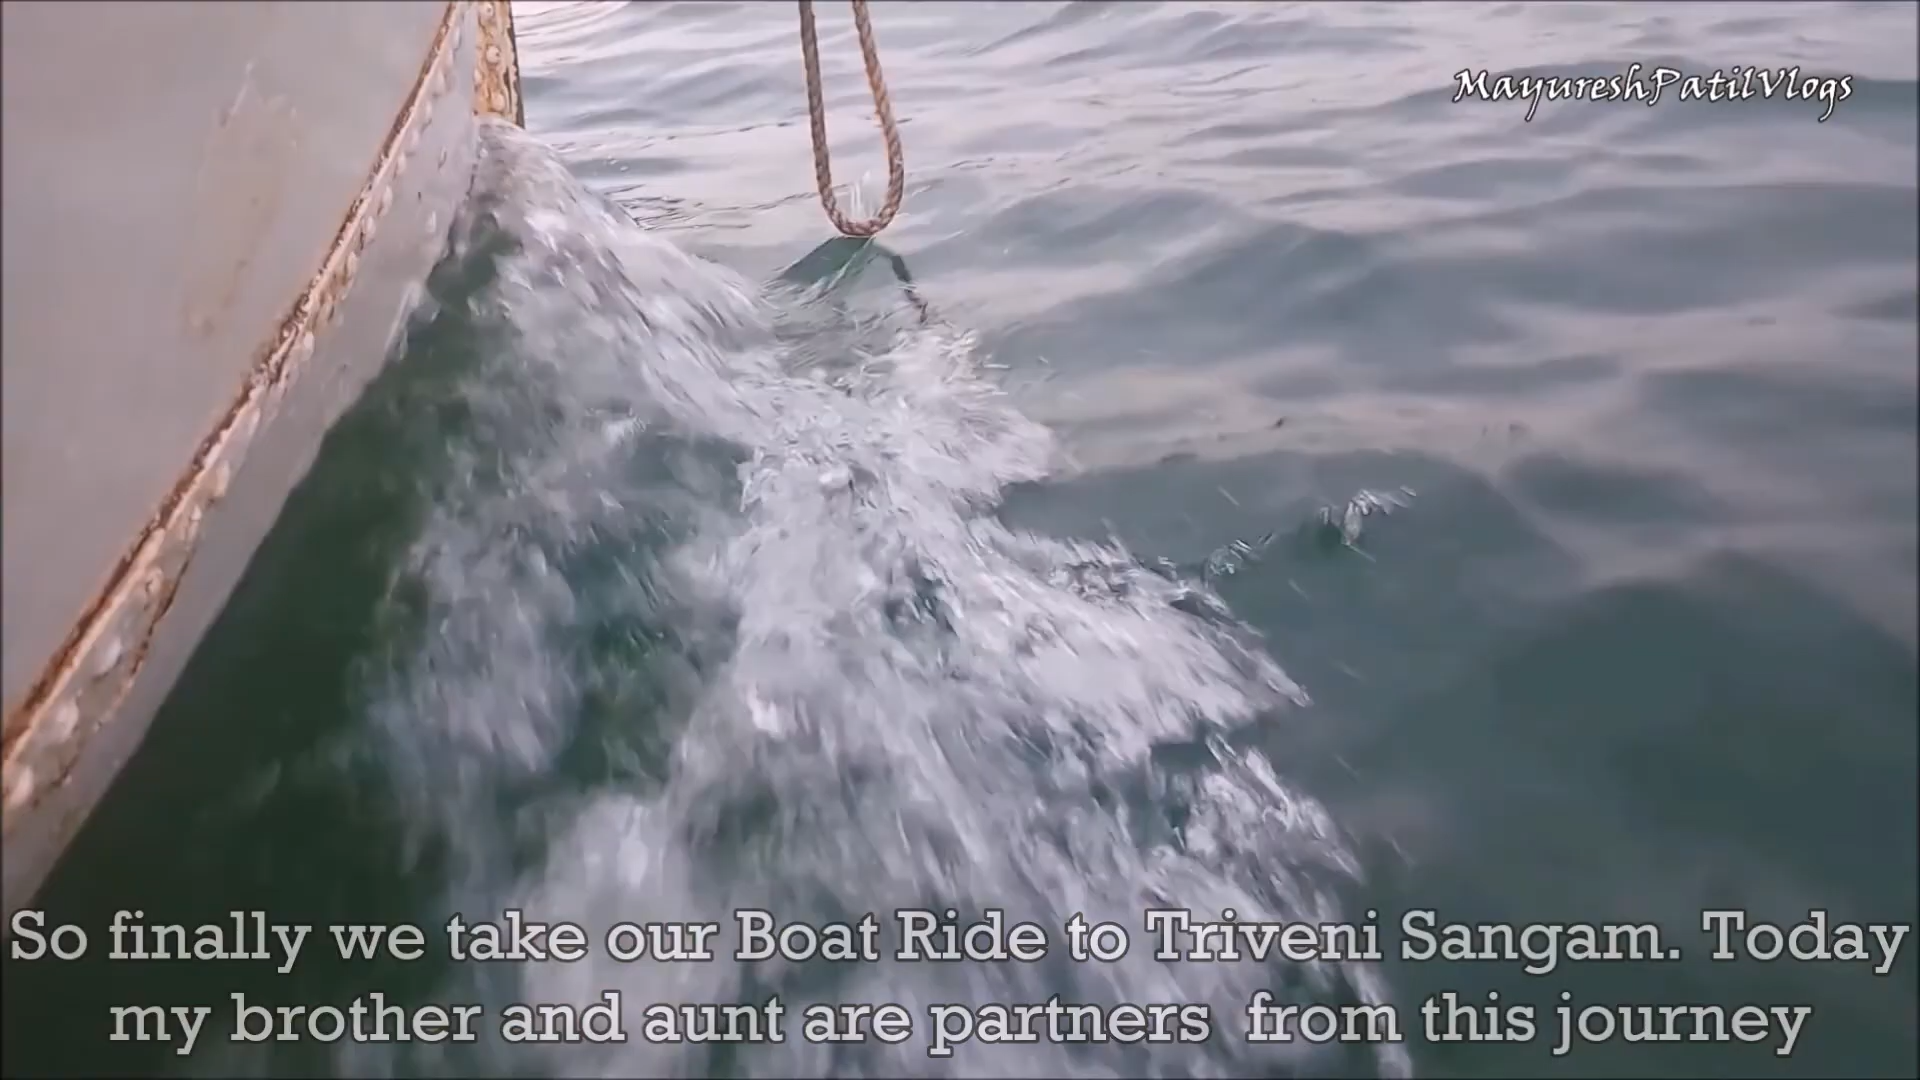 MayureshPatilVlogs
So finally we take our Boat Ride to Triveni Sangam. Today
my brother and aunt are partners from this journey